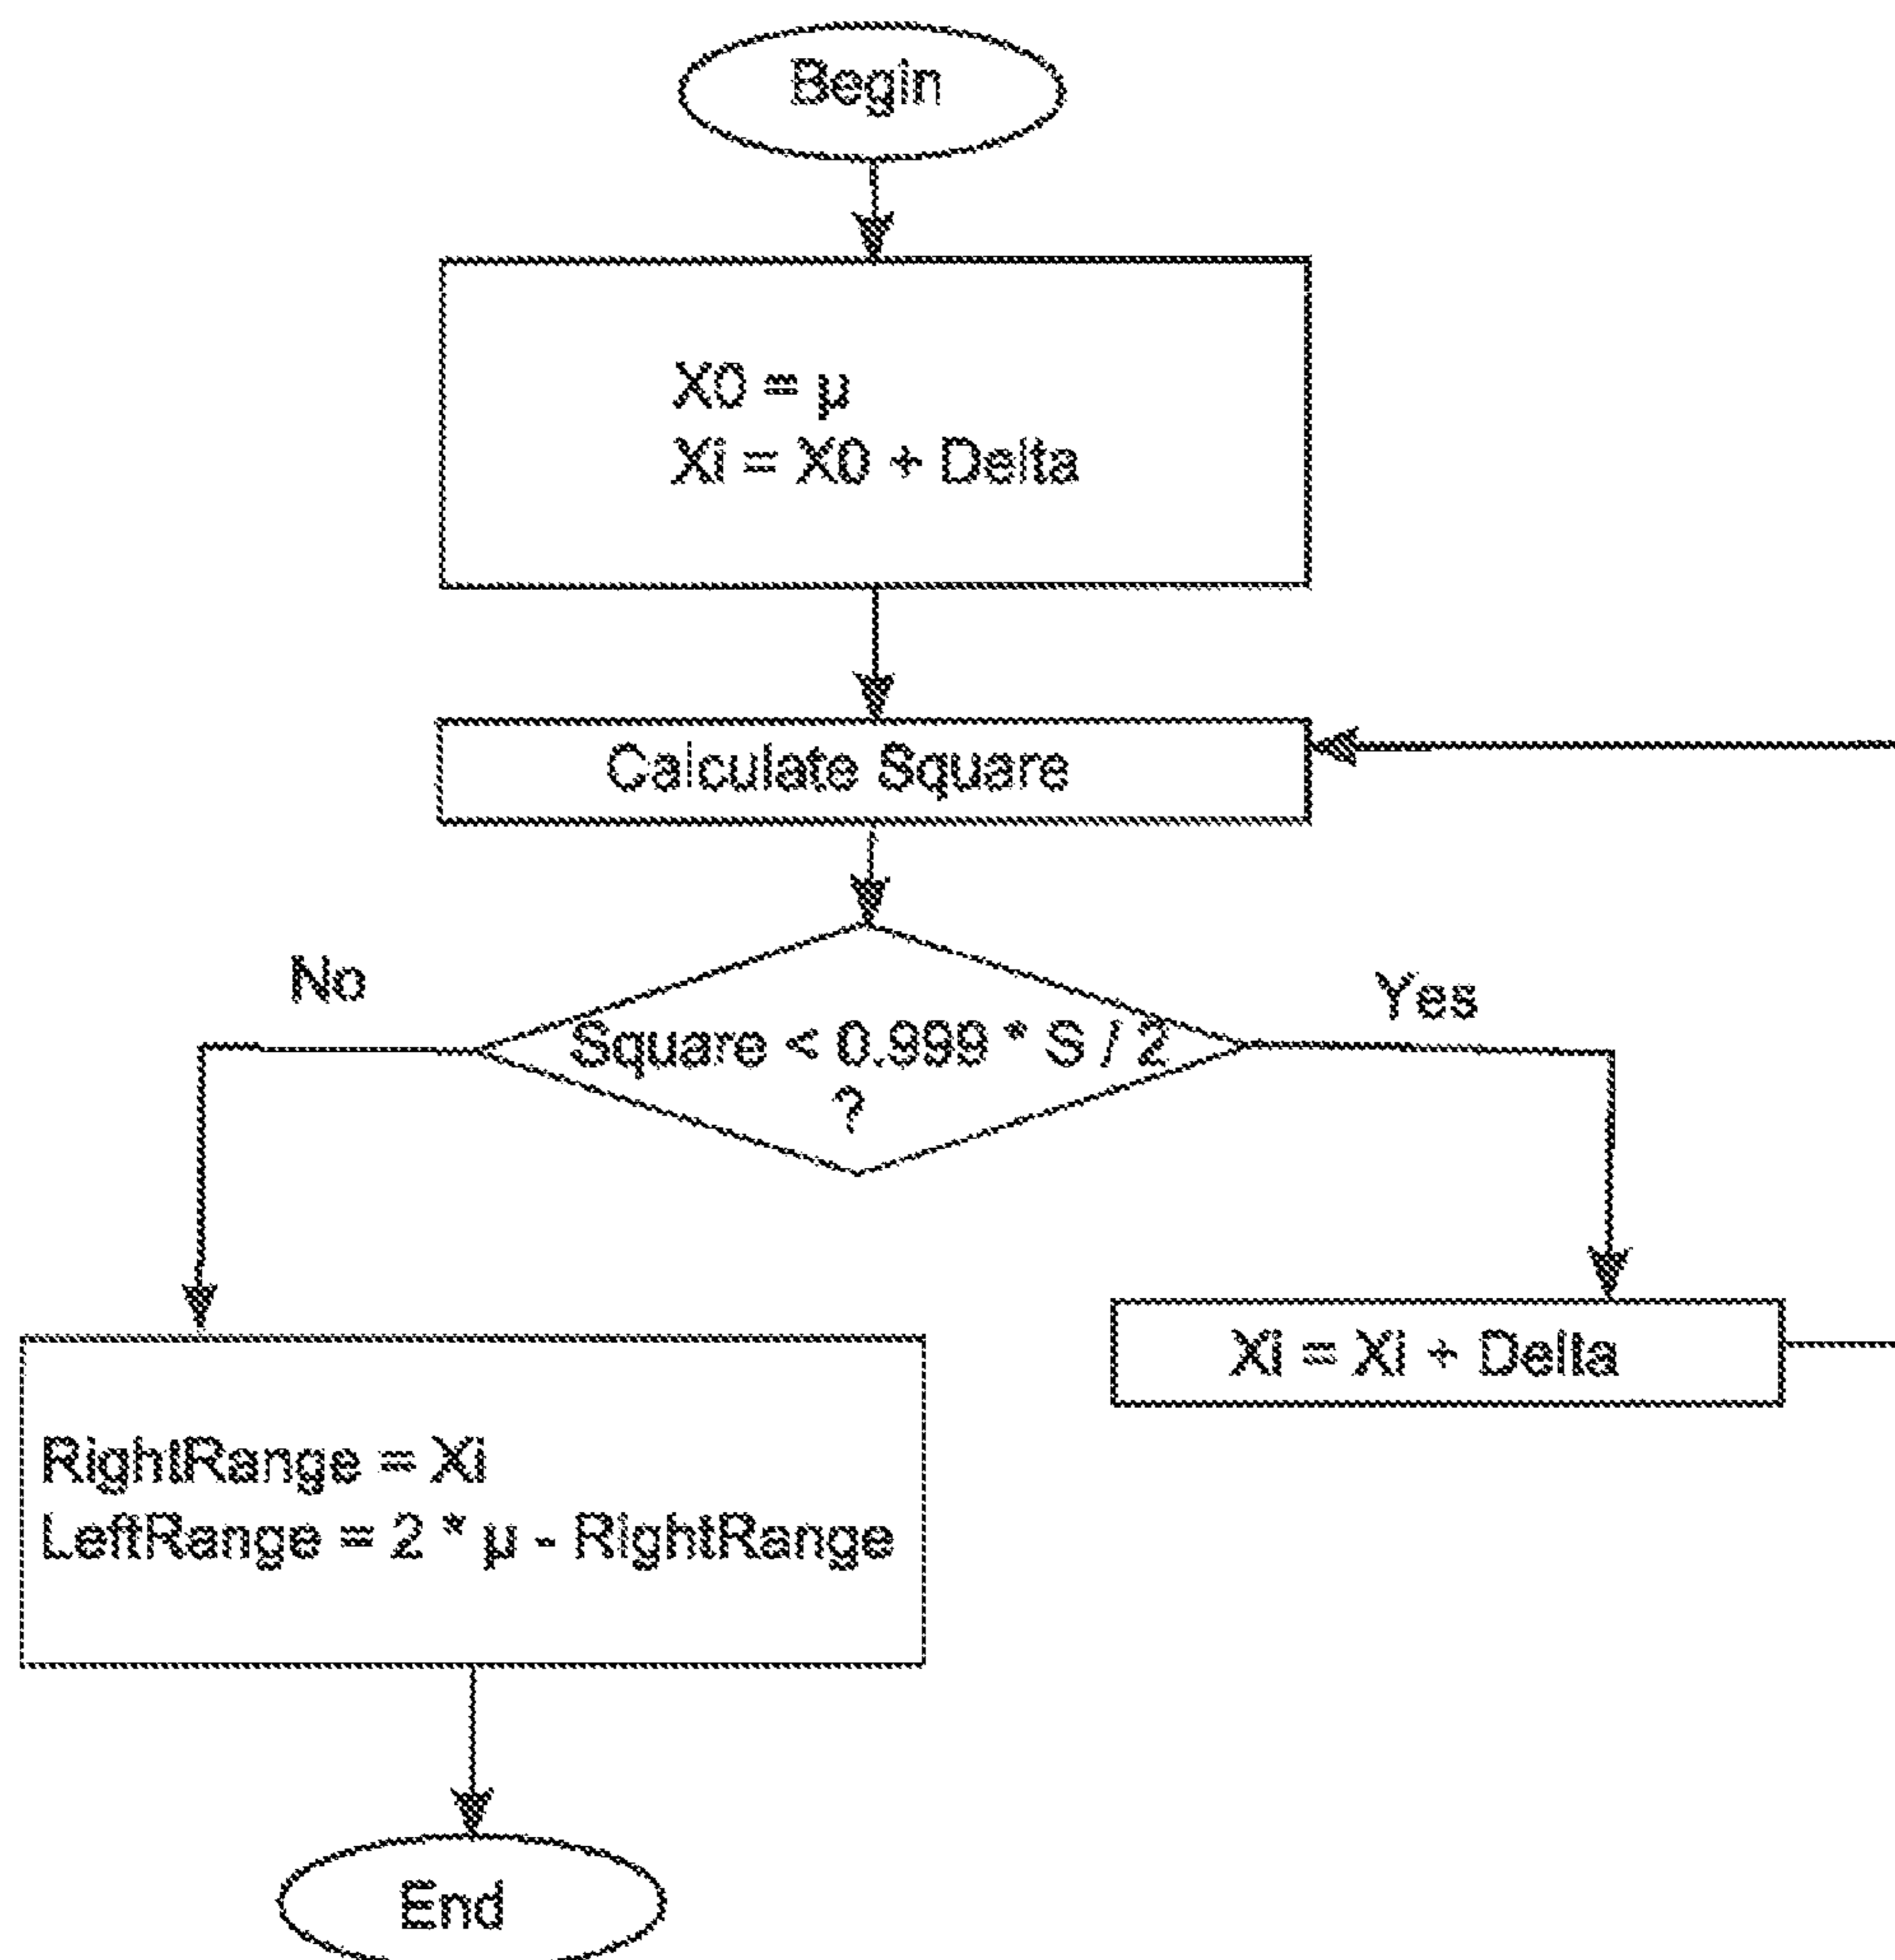 Begin
X0 = µ
Xi = X0 + Delta
Calculate Square
No
Yes
Square < 0.999 * S / 2
?
Xi = Xi + Delta
RightRange = Xi
LeftRange = 2 * µ - RightRange
End